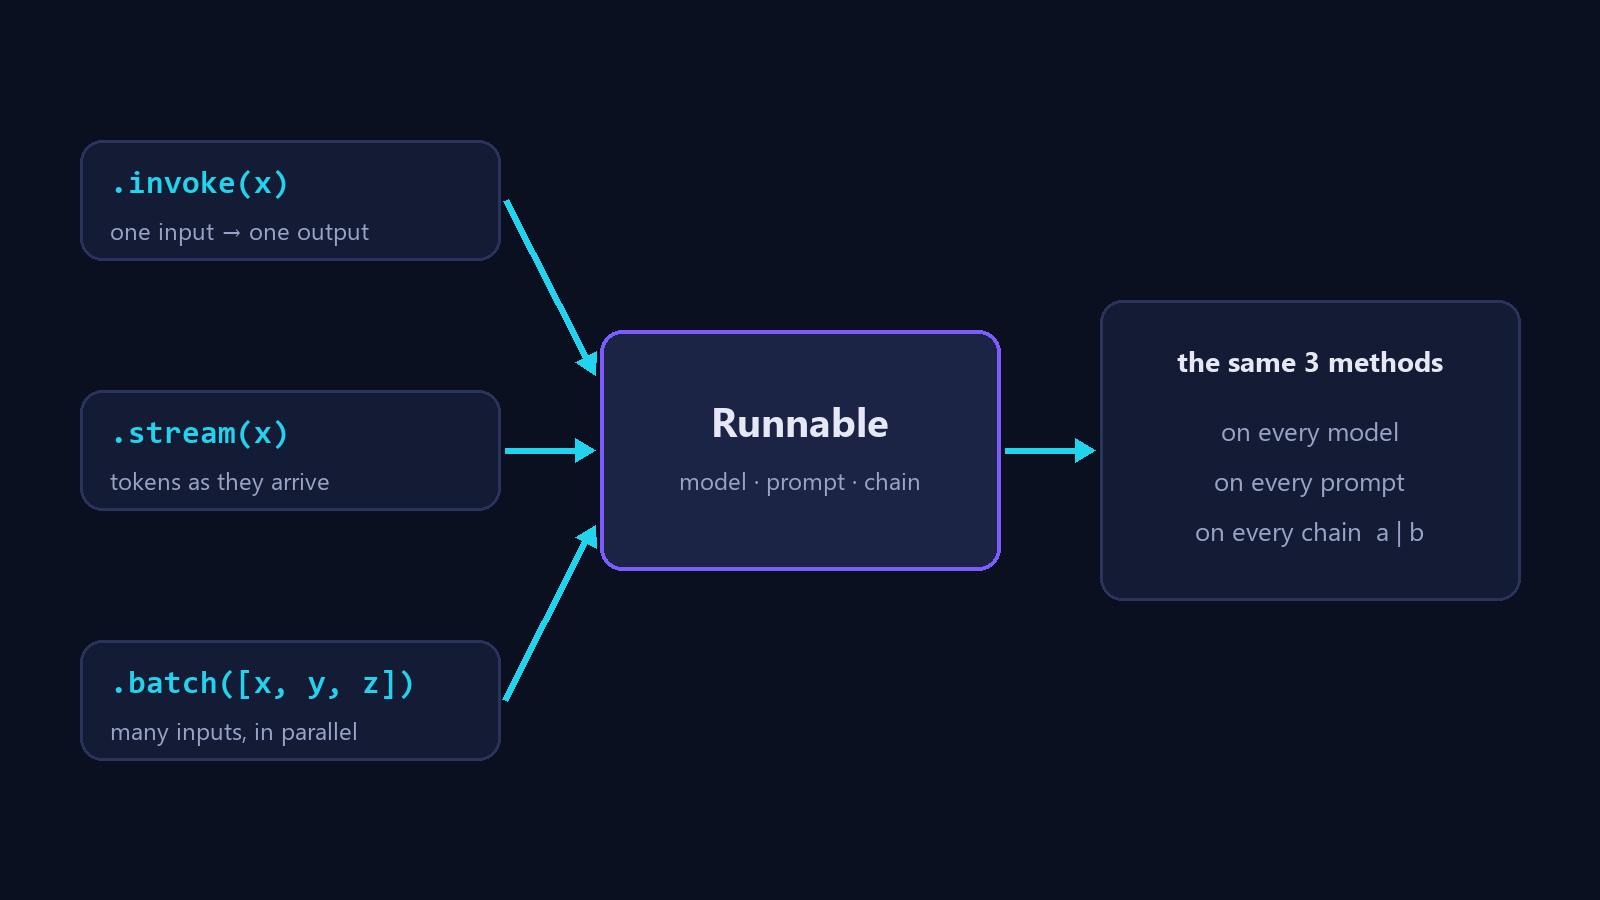 .invoke(x)
one input → one output
.stream(x)
tokens as they arrive
.batch([x, y, z])
many inputs, in parallel
Runnable
model · prompt · chain
the same 3 methods
on every model
on every prompt
on every chain  a | b